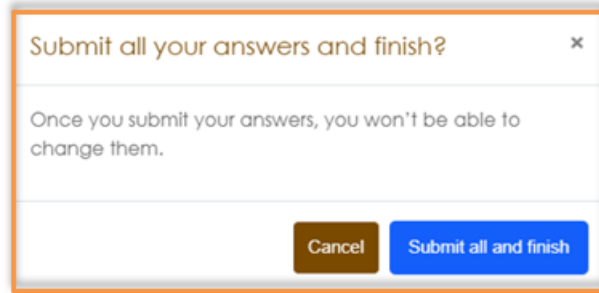 Submit all your answers and finish?
×
Once you submit your answers, you won't be able to
change them.
Cancel
Submit all and finish